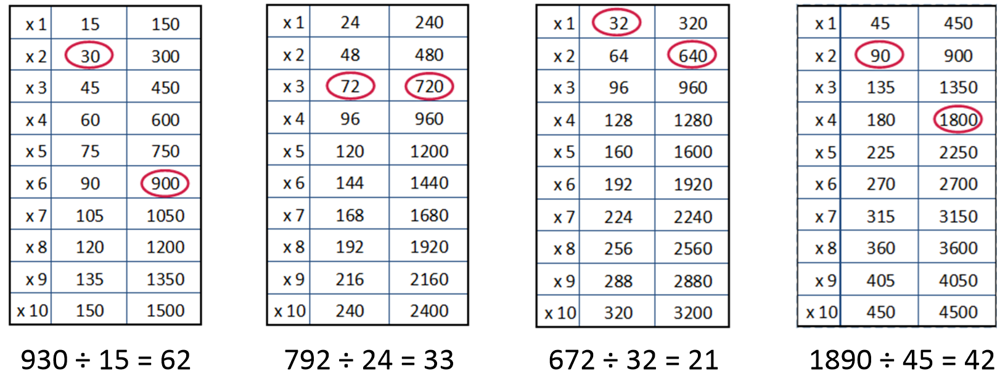 x 1 15 150
x 2 30 300
x 3 45 450
x 4 60 600
x 5 75 750
x 6 90 900
x 7 105 1050
x 8 120 1200
x 9 135 1350
x 10 150 1500
930 ÷ 15 = 62
x 1 24 240
x 2 48 480
x 3 72 720
x 4 96 960
x 5 120 1200
x 6 144 1440
x 7 168 1680
x 8 192 1920
x 9 216 2160
x 10 240 2400
792 ÷ 24 = 33
x 1 32 320
x 2 64 640
x 3 96 960
x 4 128 1280
x 5 160 1600
x 6 192 1920
x 7 224 2240
x 8 256 2560
x 9 288 2880
x 10 320 3200
672 ÷ 32 = 21
x 1 45 450
x 2 90 900
x 3 135 1350
x 4 180 1800
x 5 225 2250
x 6 270 2700
x 7 315 3150
x 8 360 3600
x 9 405 4050
x 10 450 4500
1890 ÷ 45 = 42